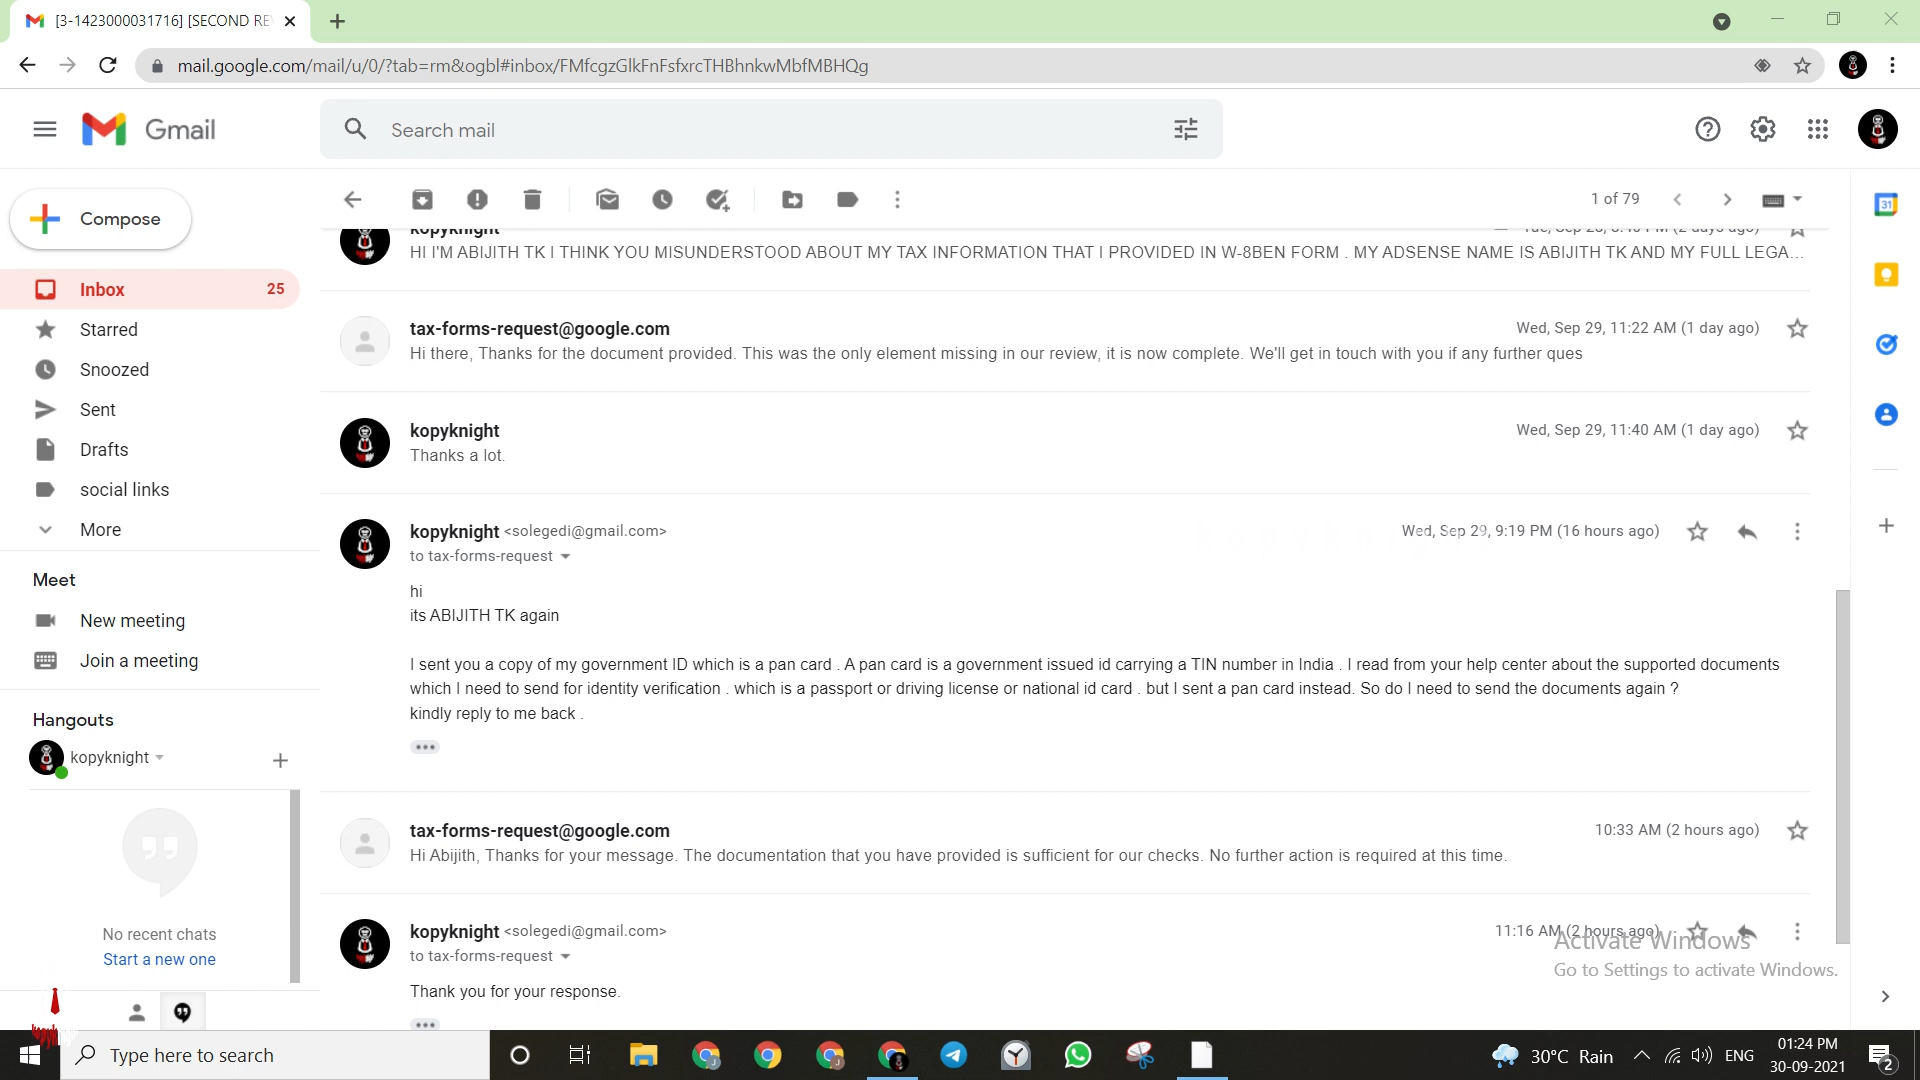 [3-1423000031716] [SECOND RE
mail.google.com/mail/u/0/?tab=rm&ogbl#inbox/FMfcgzGlkFnFsfxrcTHBhnkwMbfMBHQg
Gmail
Search mail
Compose
1 of 79
Inbox 25
Starred
Snoozed
Sent
Drafts
social links
More
Meet
New meeting
Join a meeting
Hangouts
kopyknight
No recent chats
Start a new one
kopyknight
HI I'M ABIJITH TK I THINK YOU MISUNDERSTOOD ABOUT MY TAX INFORMATION THAT I PROVIDED IN W-8BEN FORM . MY ADSENSE NAME IS ABIJITH TK AND MY FULL LEGA...
tax-forms-request@google.com Wed, Sep 29, 11:22 AM (1 day ago)
Hi there, Thanks for the document provided. This was the only element missing in our review, it is now complete. We'll get in touch with you if any further ques
kopyknight Wed, Sep 29, 11:40 AM (1 day ago)
Thanks a lot.
kopyknight <solegedi@gmail.com> Wed, Sep 29, 9:19 PM (16 hours ago)
to tax-forms-request
hi
its ABIJITH TK again
I sent you a copy of my government ID which is a pan card . A pan card is a government issued id carrying a TIN number in India . I read from your help center about the supported documents
which I need to send for identity verification . which is a passport or driving license or national id card . but I sent a pan card instead. So do I need to send the documents again ?
kindly reply to me back .
tax-forms-request@google.com 10:33 AM (2 hours ago)
Hi Abijith, Thanks for your message. The documentation that you have provided is sufficient for our checks. No further action is required at this time.
kopyknight <solegedi@gmail.com> 11:16 AM (2 hours ago)
to tax-forms-request
Thank you for your response.
Activate Windows
Go to Settings to activate Windows.
Type here to search
30°C Rain
ENG
01:24 PM
30-09-2021
2